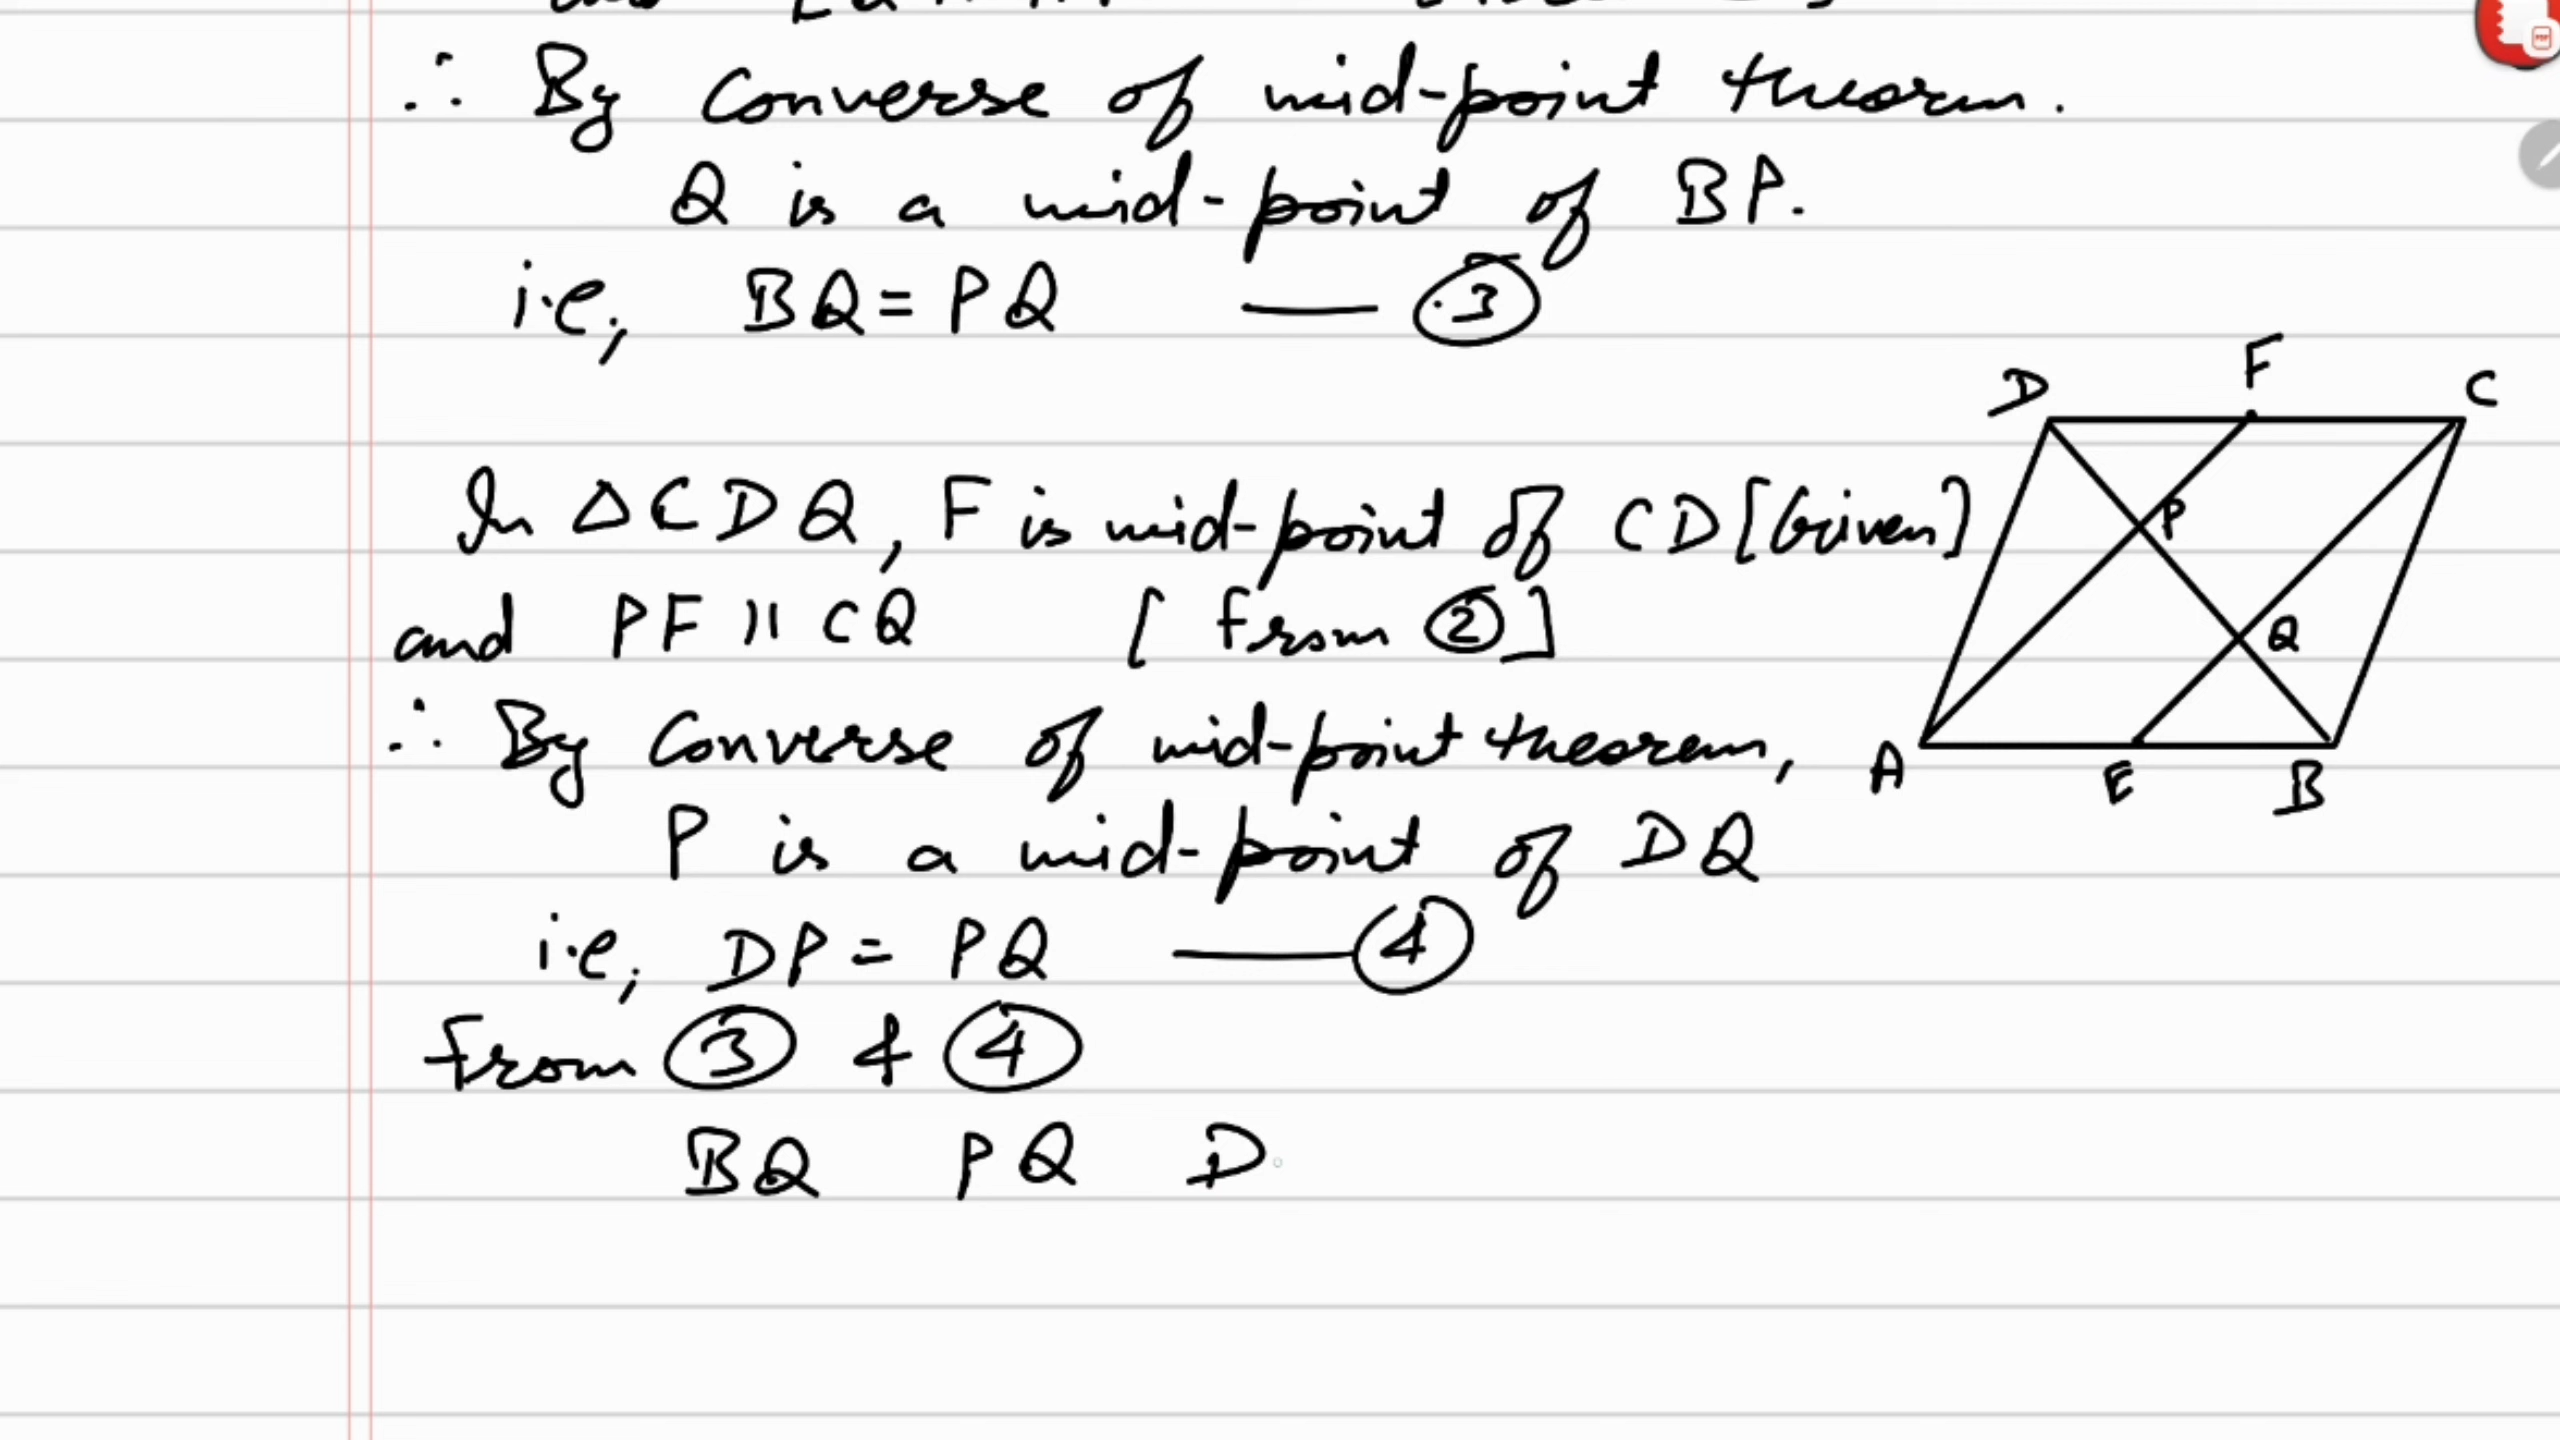 ∴ By Converse of mid-point theorem.
Q is a mid-point of BP.
i.e, BQ = PQ —— ③
In △CDQ, F is mid-point of CD [Given]
and PF || CQ [from ②]
∴ By Converse of mid-point theorem,
P is a mid-point of DQ
i.e, DP = PQ —— ④
from ③ & ④
BQ PQ D
D F C
P
Q
A E B